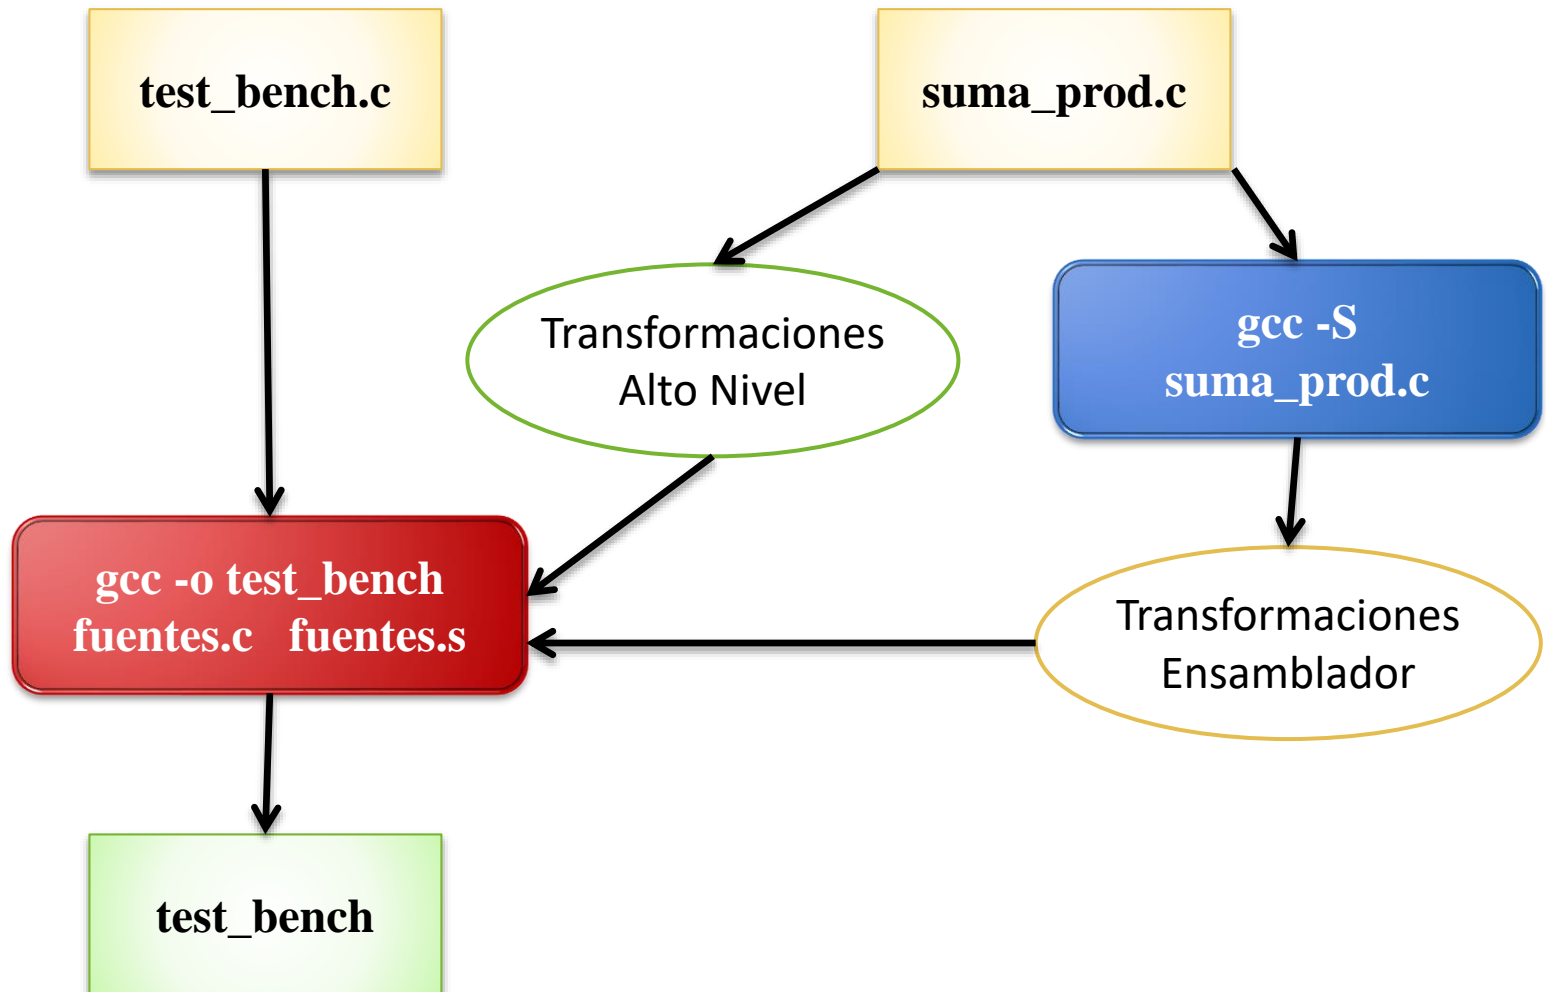 test_bench.c
suma_prod.c
Transformaciones
Alto Nivel
gcc -S
suma_prod.c
gcc -o test_bench
fuentes.c fuentes.s
Transformaciones
Ensamblador
test_bench